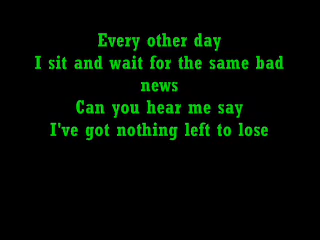 Every other day
I sit and wait for the same bad
news
Can you hear me say
I've got nothing left to lose